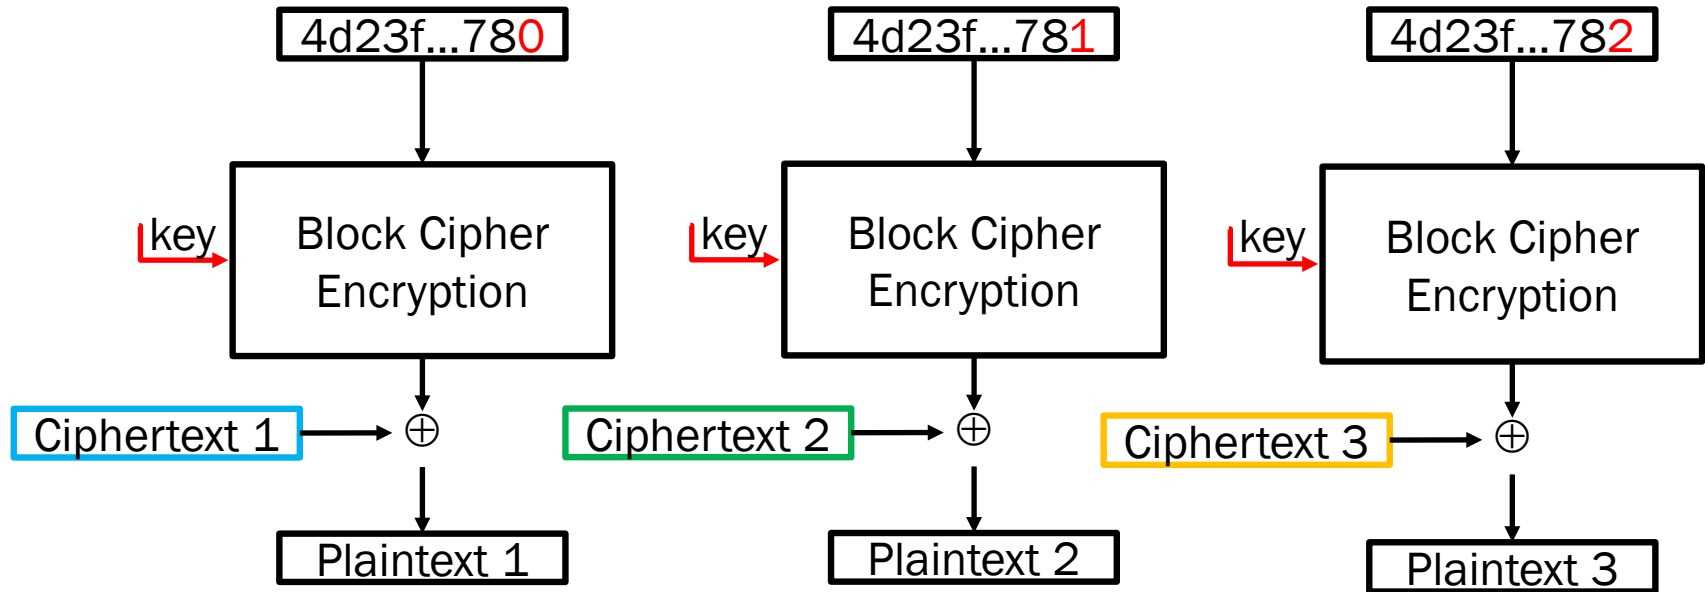 4d23f...780
4d23f...781
4d23f...782
key
Block Cipher
Encryption
key
Block Cipher
Encryption
key
Block Cipher
Encryption
Ciphertext 1
⊕
Ciphertext 2
⊕
Ciphertext 3
⊕
Plaintext 1
Plaintext 2
Plaintext 3